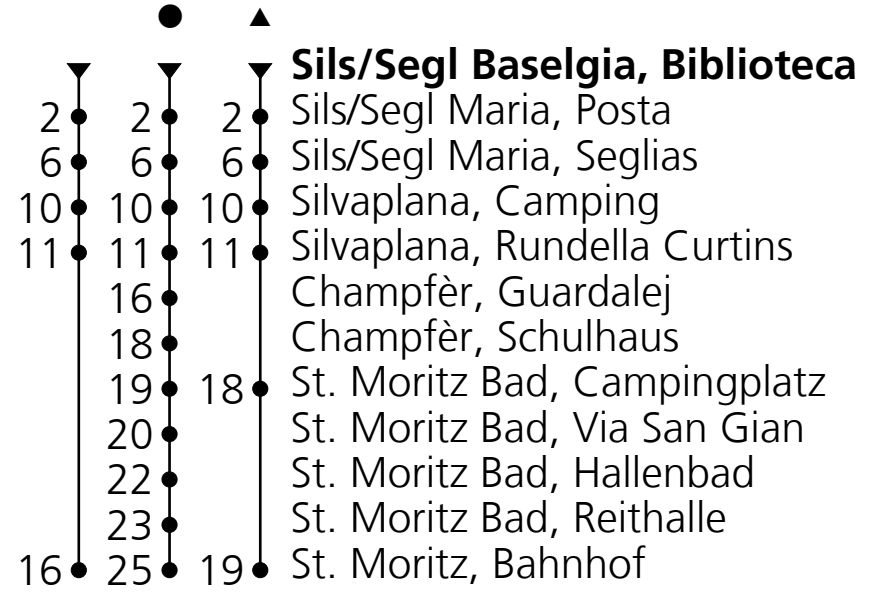 Sils/Segl Baselgia, Biblioteca
2 2 2 Sils/Segl Maria, Posta
6 6 6 Sils/Segl Maria, Seglias
10 10 10 Silvaplana, Camping
11 11 11 Silvaplana, Rundella Curtins
16 Champfèr, Guardalej
18 Champfèr, Schulhaus
19 18 St. Moritz Bad, Campingplatz
20 St. Moritz Bad, Via San Gian
22 St. Moritz Bad, Hallenbad
23 St. Moritz Bad, Reithalle
16 25 19 St. Moritz, Bahnhof